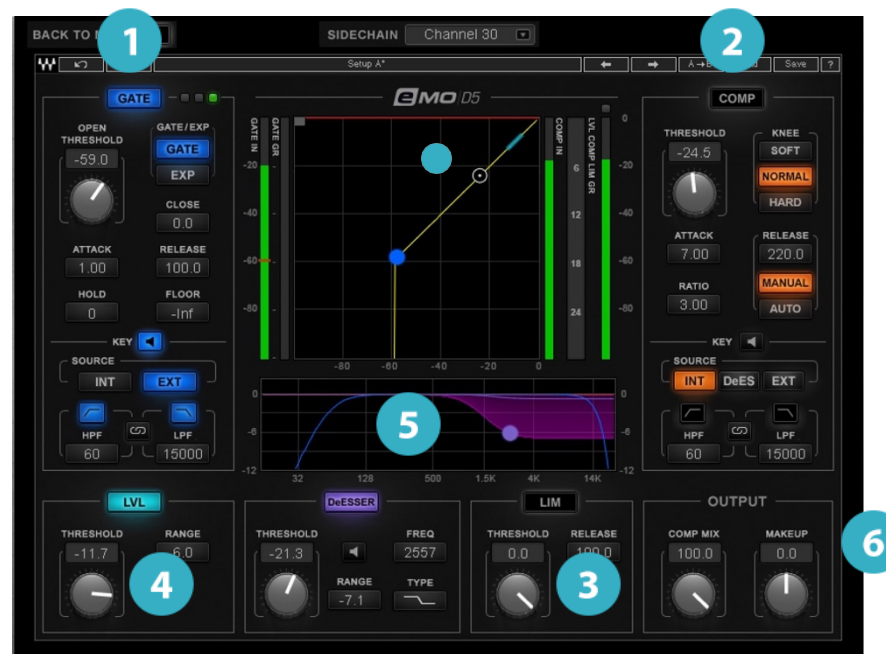 BACK TO
SIDECHAIN Channel 30
1
2
Setup A*
Save ?
GATE
eMO D5
COMP
OPEN THRESHOLD
-59.0
GATE/EXP
GATE
EXP
CLOSE
0.0
ATTACK
1.00
RELEASE
100.0
HOLD
0
FLOOR
-Inf
KEY
SOURCE
INT EXT
HPF
60
LPF
15000
GATE IN
GATE GR
-20
-40
-60
-80
-80 -60 -40 -20 0
COMP IN
6
12
18
24
LVL COMP LIM GR
0
-20
-40
-60
-80
THRESHOLD
-24.5
KNEE
SOFT
NORMAL
HARD
ATTACK
7.00
RELEASE
220.0
RATIO
3.00
MANUAL
AUTO
KEY
SOURCE
INT DeES EXT
HPF
60
LPF
15000
0
-6
-12
5
0
-6
-12
32 128 500 1.5K 4K 14K
LVL
THRESHOLD
-11.7
RANGE
6.0
4
DeESSER
THRESHOLD
-21.3
FREQ
2557
RANGE
-7.1
TYPE
LIM
THRESHOLD
0.0
RELEASE
3
OUTPUT
COMP MIX
100.0
MAKEUP
0.0
6